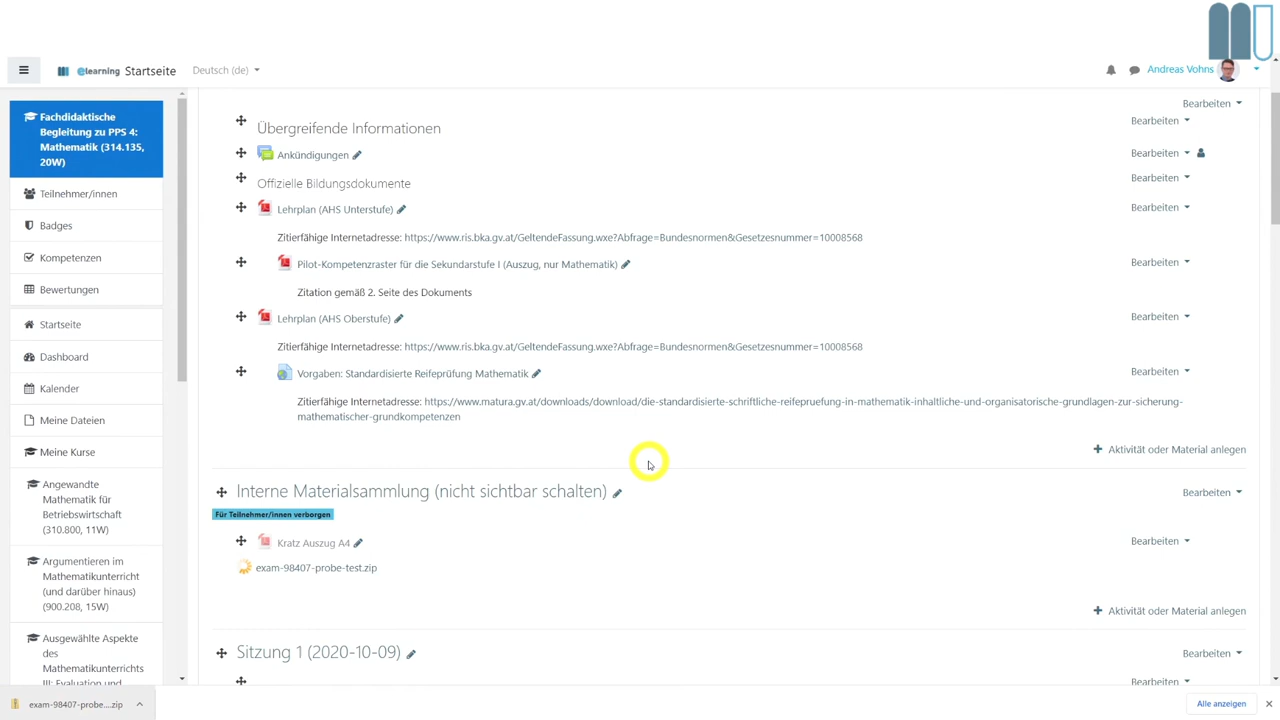 elearning Startseite Deutsch (de) Andreas Vohns
Fachdidaktische
Begleitung zu PPS 4:
Mathematik (314.135,
20W)
Teilnehmer/innen
Badges
Kompetenzen
Bewertungen
Startseite
Dashboard
Kalender
Meine Dateien
Meine Kurse
Angewandte
Mathematik für
Betriebswirtschaft
(310.800, 11W)
Argumentieren im
Mathematikunterricht
(und darüber hinaus)
(900.208, 15W)
Ausgewählte Aspekte
des
Mathematikunterrichts
III: Evaluation und
Bearbeiten
Übergreifende Informationen Bearbeiten
Ankündigungen Bearbeiten
Offizielle Bildungsdokumente Bearbeiten
Lehrplan (AHS Unterstufe) Bearbeiten
Zitierfähige Internetadresse: https://www.ris.bka.gv.at/GeltendeFassung.wxe?Abfrage=Bundesnormen&Gesetzesnummer=10008568
Pilot-Kompetenzraster für die Sekundarstufe I (Auszug, nur Mathematik) Bearbeiten
Zitation gemäß 2. Seite des Dokuments
Lehrplan (AHS Oberstufe) Bearbeiten
Zitierfähige Internetadresse: https://www.ris.bka.gv.at/GeltendeFassung.wxe?Abfrage=Bundesnormen&Gesetzesnummer=10008568
Vorgaben: Standardisierte Reifeprüfung Mathematik Bearbeiten
Zitierfähige Internetadresse: https://www.matura.gv.at/downloads/download/die-standardisierte-schriftliche-reifepruefung-in-mathematik-inhaltliche-und-organisatorische-grundlagen-zur-sicherung-
mathematischer-grundkompetenzen
+ Aktivität oder Material anlegen
Interne Materialsammlung (nicht sichtbar schalten) Bearbeiten
Für Teilnehmer/innen verborgen
Kratz Auszug A4 Bearbeiten
exam-98407-probe-test.zip
+ Aktivität oder Material anlegen
Sitzung 1 (2020-10-09) Bearbeiten
Bearbeiten
exam-98407-probe....zip Alle anzeigen